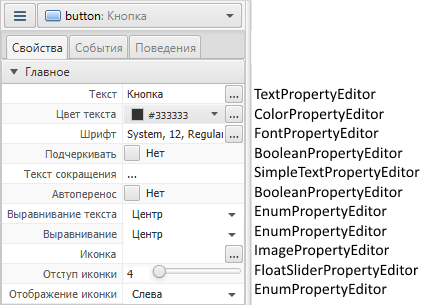 button: Кнопка
Свойства События Поведения
Главное
Текст Кнопка ... TextPropertyEditor
Цвет текста #333333 ... ColorPropertyEditor
Шрифт System, 12, Regular ... FontPropertyEditor
Подчеркивать Нет BooleanPropertyEditor
Текст сокращения ... SimpleTextPropertyEditor
Автоперенос Нет BooleanPropertyEditor
Выравнивание текста Центр EnumPropertyEditor
Выравнивание Центр EnumPropertyEditor
Иконка ... ImagePropertyEditor
Отступ иконки 4 FloatSliderPropertyEditor
Отображение иконки Слева EnumPropertyEditor